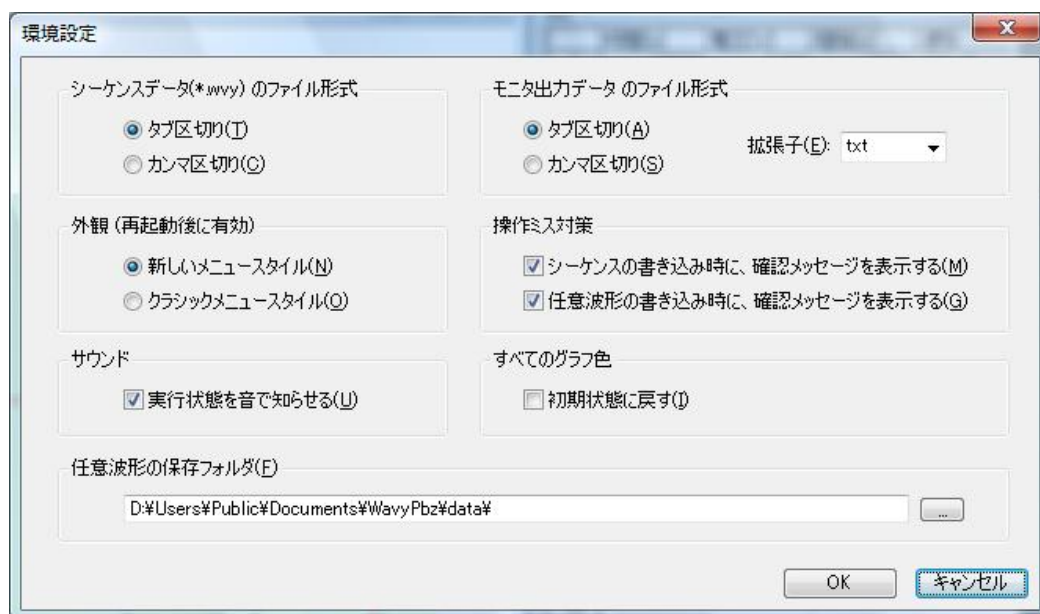 環境設定
シーケンスデータ(*.wvy) のファイル形式
タブ区切り(T)
カンマ区切り(C)
モニタ出力データ のファイル形式
タブ区切り(A)
カンマ区切り(S)
拡張子(E): txt
外観 (再起動後に有効)
新しいメニュースタイル(N)
クラシックメニュースタイル(O)
操作ミス対策
シーケンスの書き込み時に、確認メッセージを表示する(M)
任意波形の書き込み時に、確認メッセージを表示する(G)
サウンド
実行状態を音で知らせる(U)
すべてのグラフ色
初期状態に戻す(I)
任意波形の保存フォルダ(F)
D:¥Users¥Public¥Documents¥WavyPbz¥data¥
...
OK
キャンセル